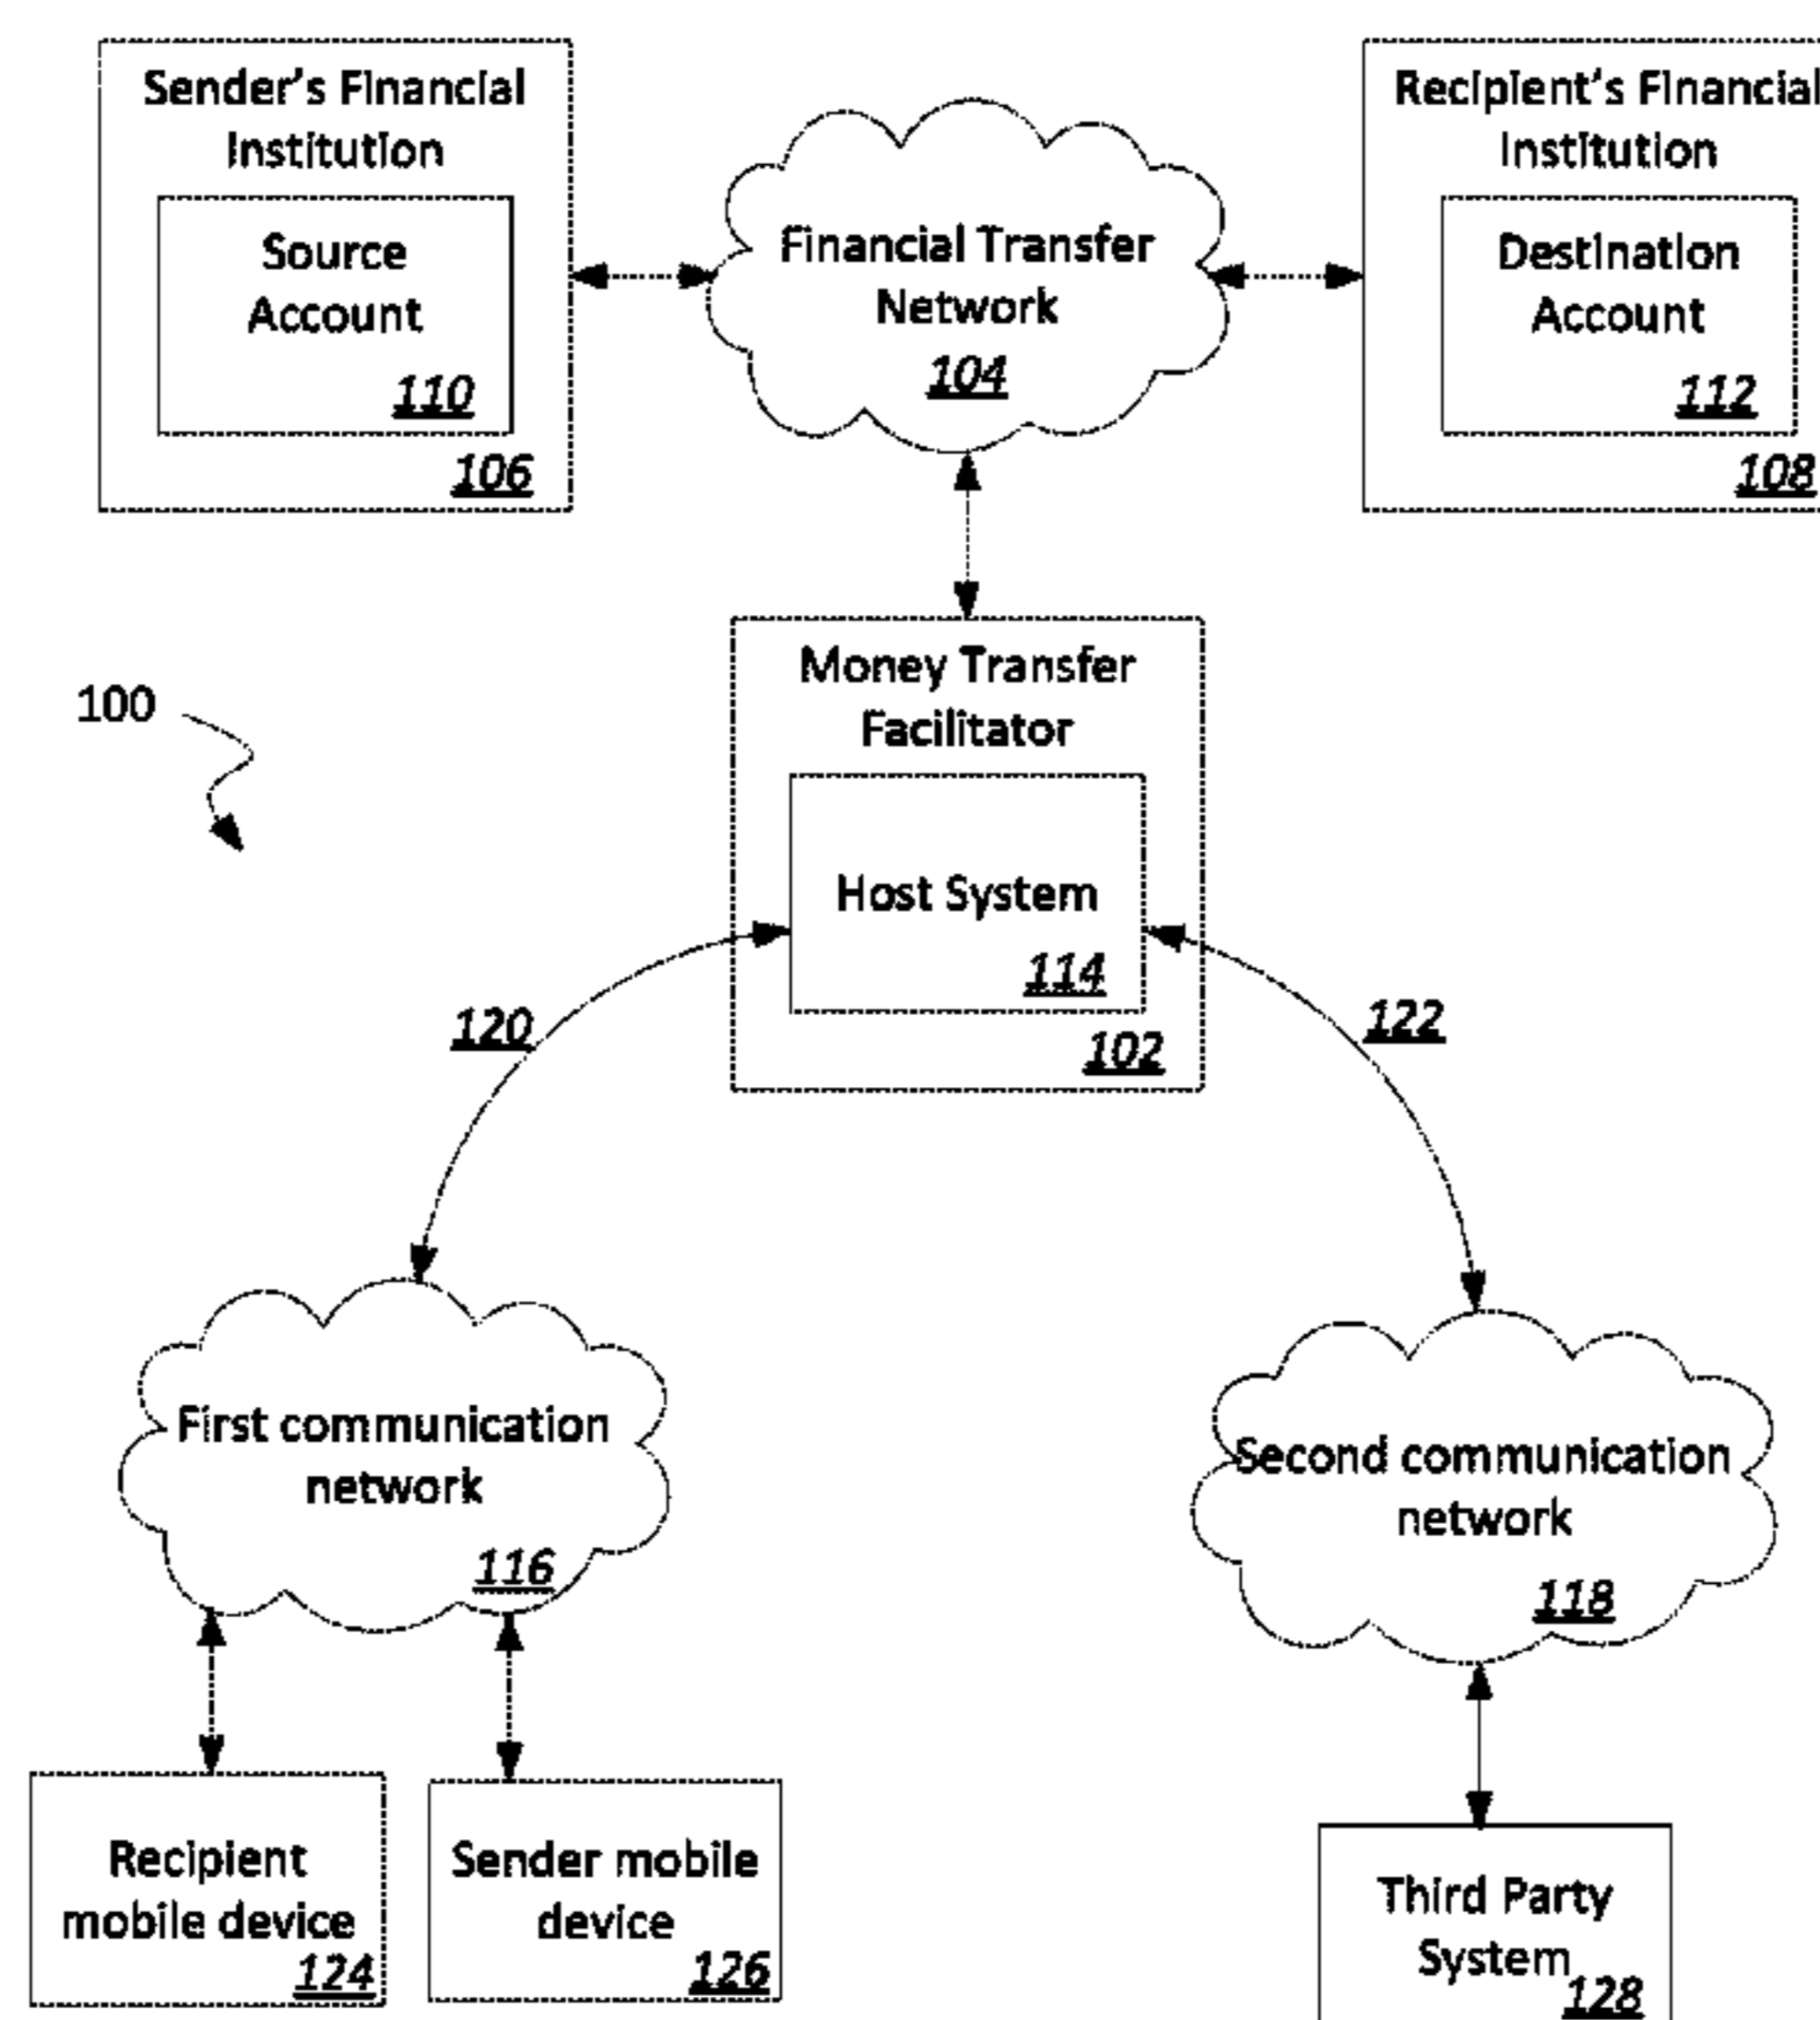 Sender's Financial
Institution
Source
Account
110
106
Financial Transfer
Network
104
Recipient's Financial
Institution
Destination
Account
112
108
Money Transfer
Facilitator
Host System
114
102
100
120
122
First communication
network
116
Second communication
network
118
Recipient
mobile device
124
Sender mobile
device
126
Third Party
System
128